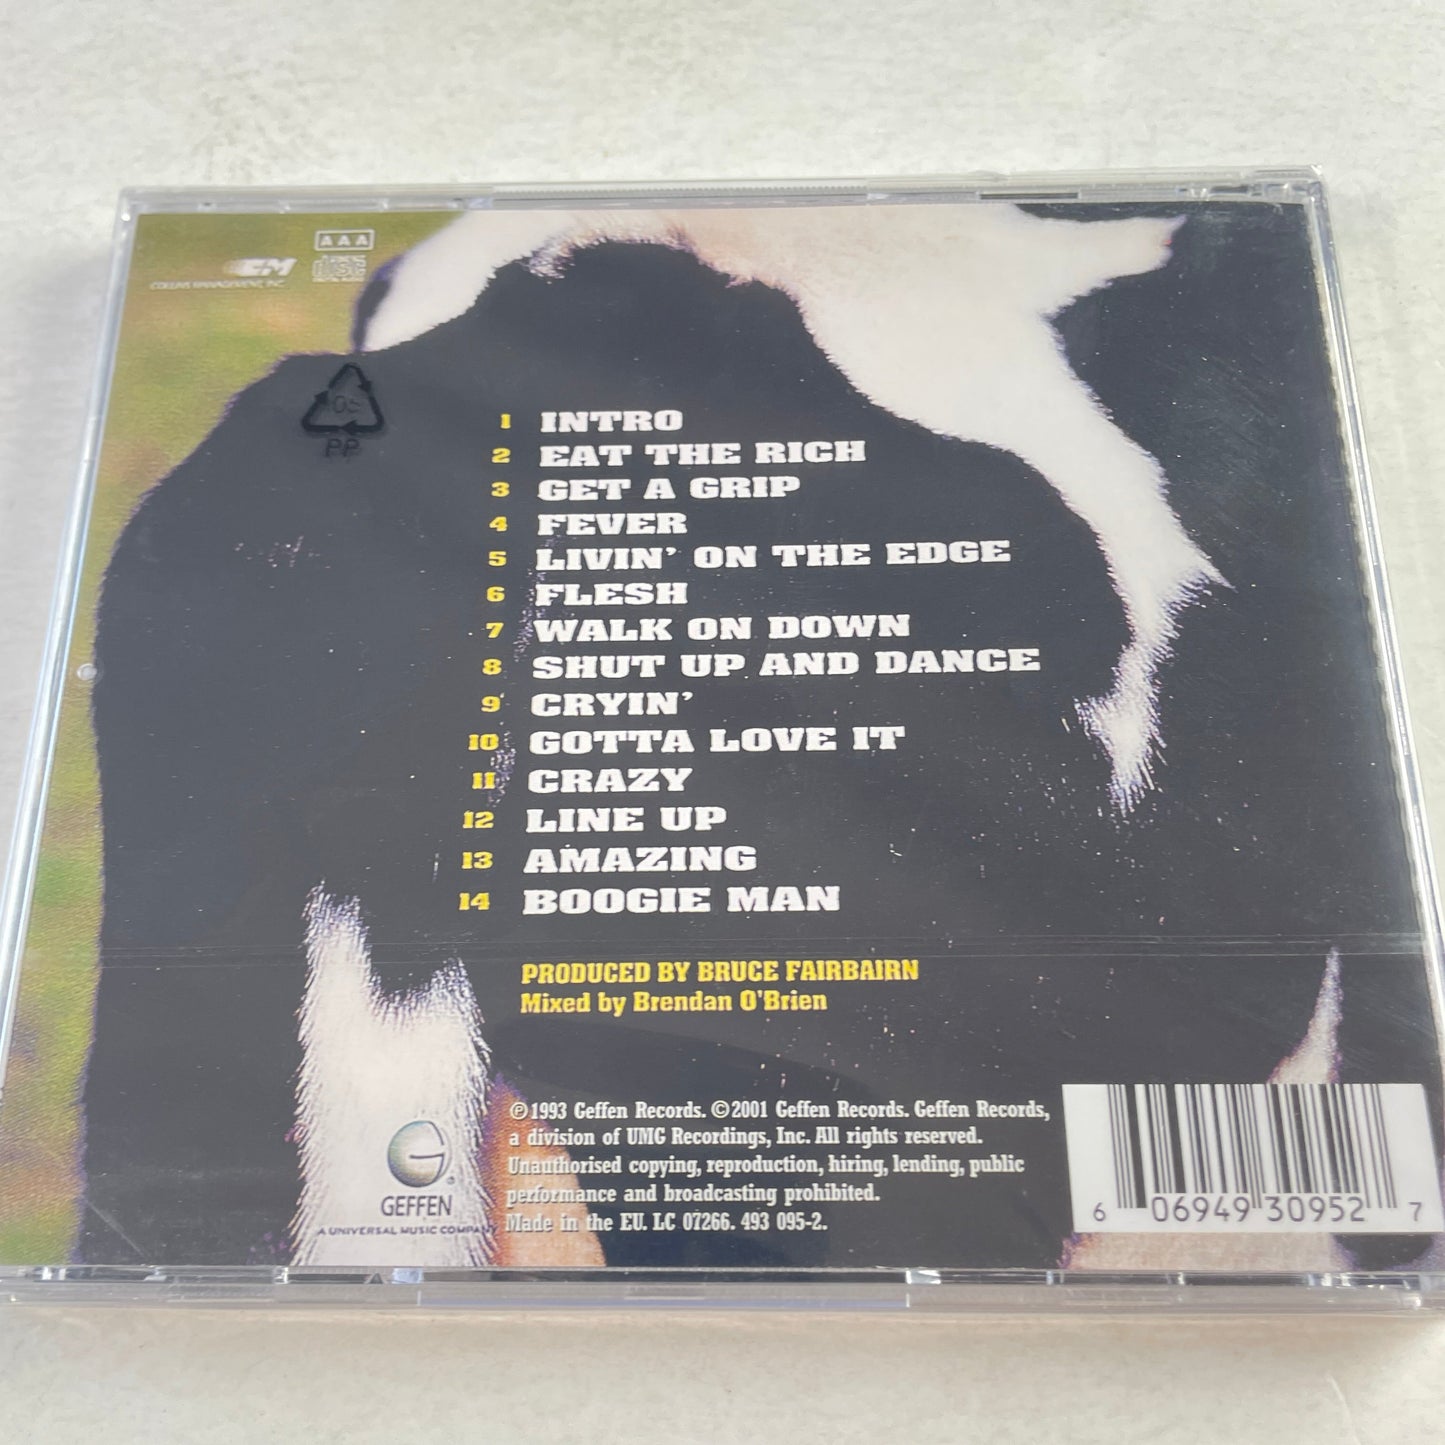 AAA
CM
COLLINS MANAGEMENT, INC.
disc
DIGITAL AUDIO
05
PP
1 INTRO
2 EAT THE RICH
3 GET A GRIP
4 FEVER
5 LIVIN' ON THE EDGE
6 FLESH
7 WALK ON DOWN
8 SHUT UP AND DANCE
9 CRYIN'
10 GOTTA LOVE IT
11 CRAZY
12 LINE UP
13 AMAZING
14 BOOGIE MAN
PRODUCED BY BRUCE FAIRBAIRN
Mixed by Brendan O'Brien
℗1993 Geffen Records. ©2001 Geffen Records. Geffen Records,
a division of UMG Recordings, Inc. All rights reserved.
Unauthorised copying, reproduction, hiring, lending, public
performance and broadcasting prohibited.
Made in the EU. LC 07266. 493 095-2.
G
GEFFEN
A UNIVERSAL MUSIC COMPANY
6 06949 30952 7